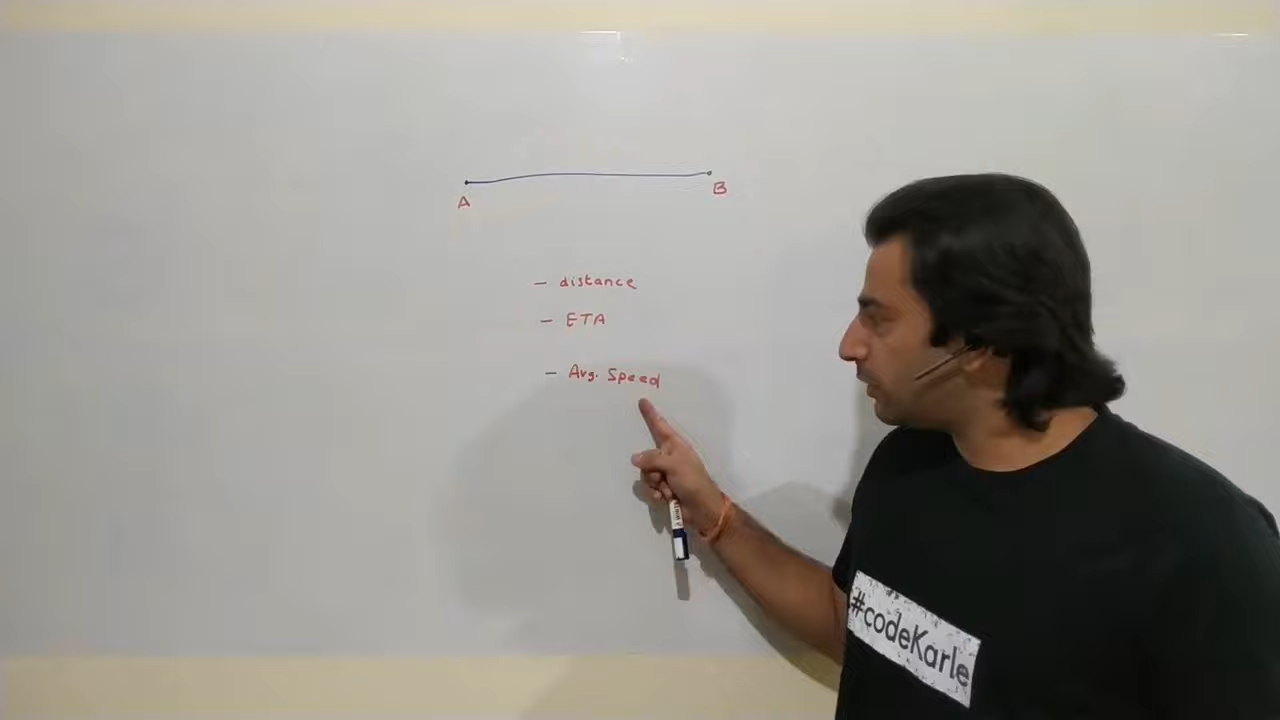 A
B
- distance
- ETA
- Avg. Speed
#codeKarle